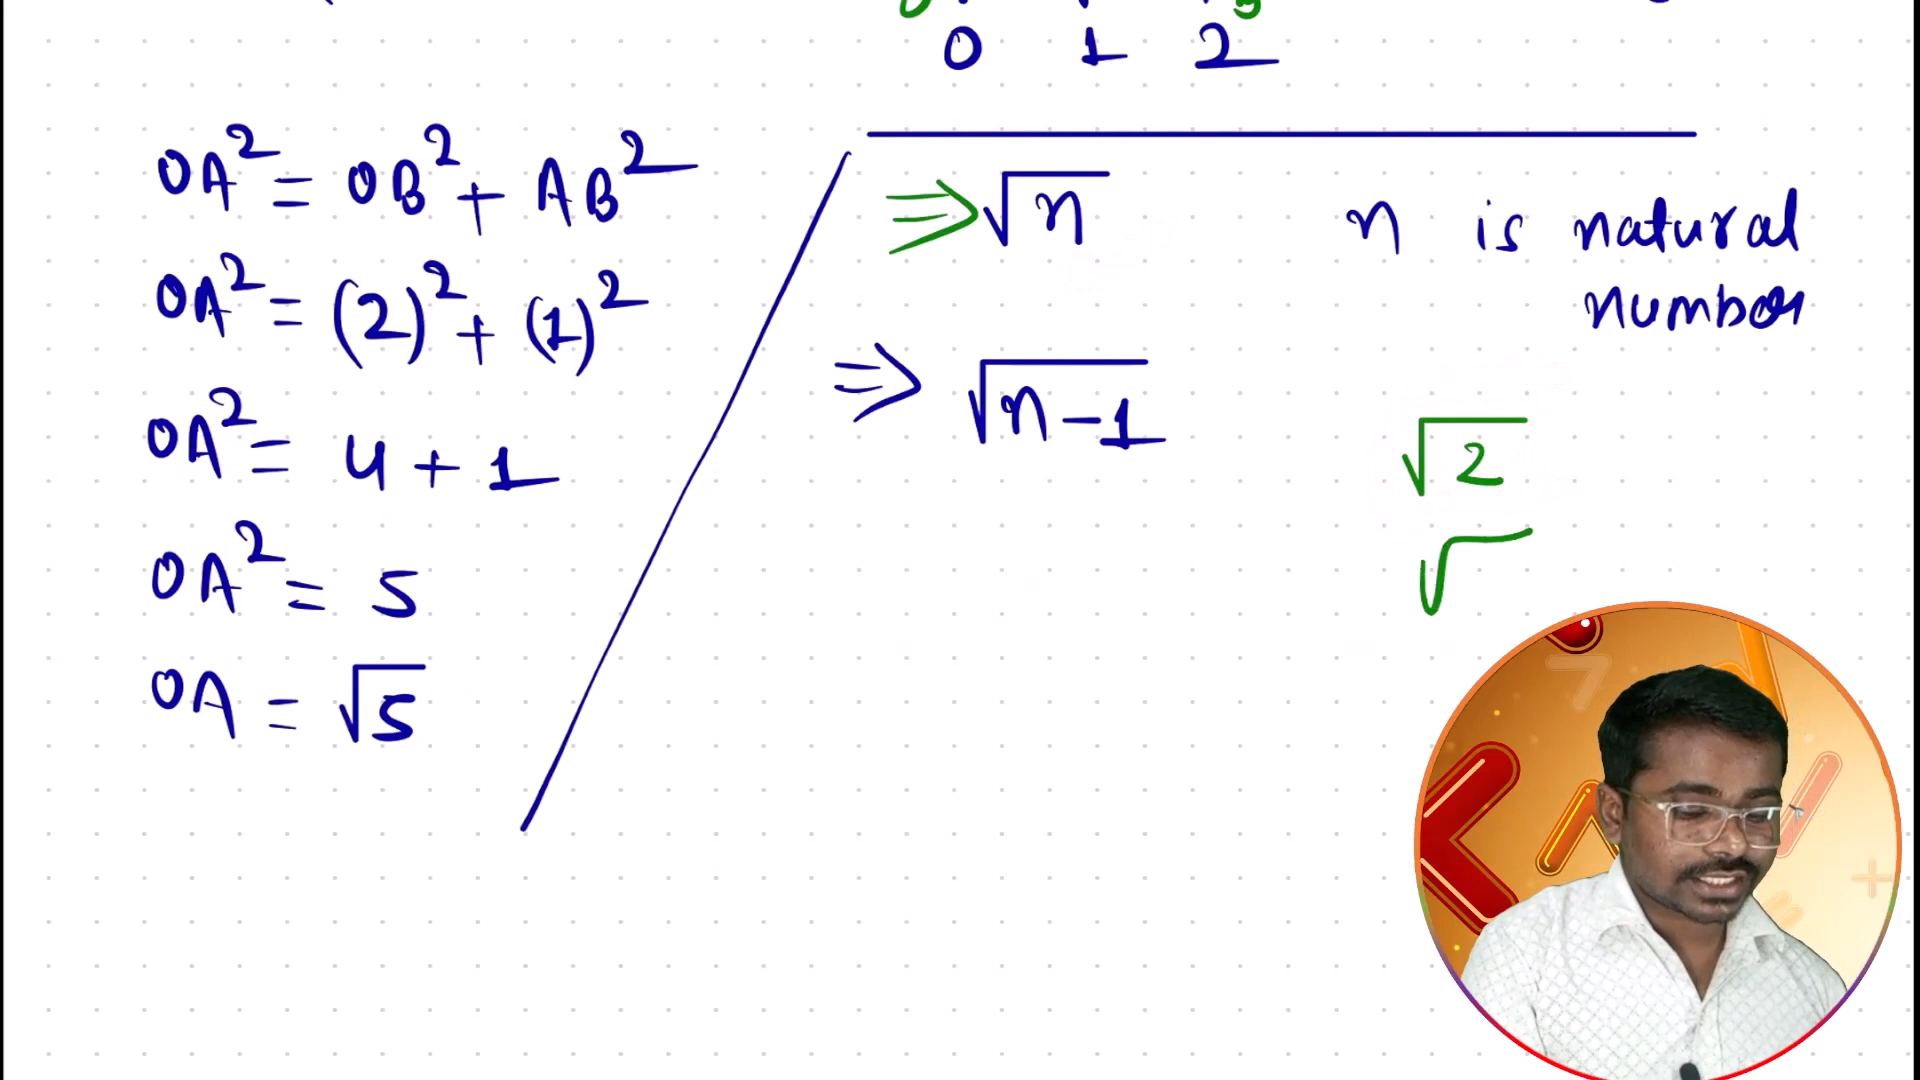 0 1 2
OA² = OB² + AB²
OA² = (2)² + (1)²
OA² = 4 + 1
OA² = 5
OA = √5
⇒ √n n is natural
number
⇒ √n-1
√2
√